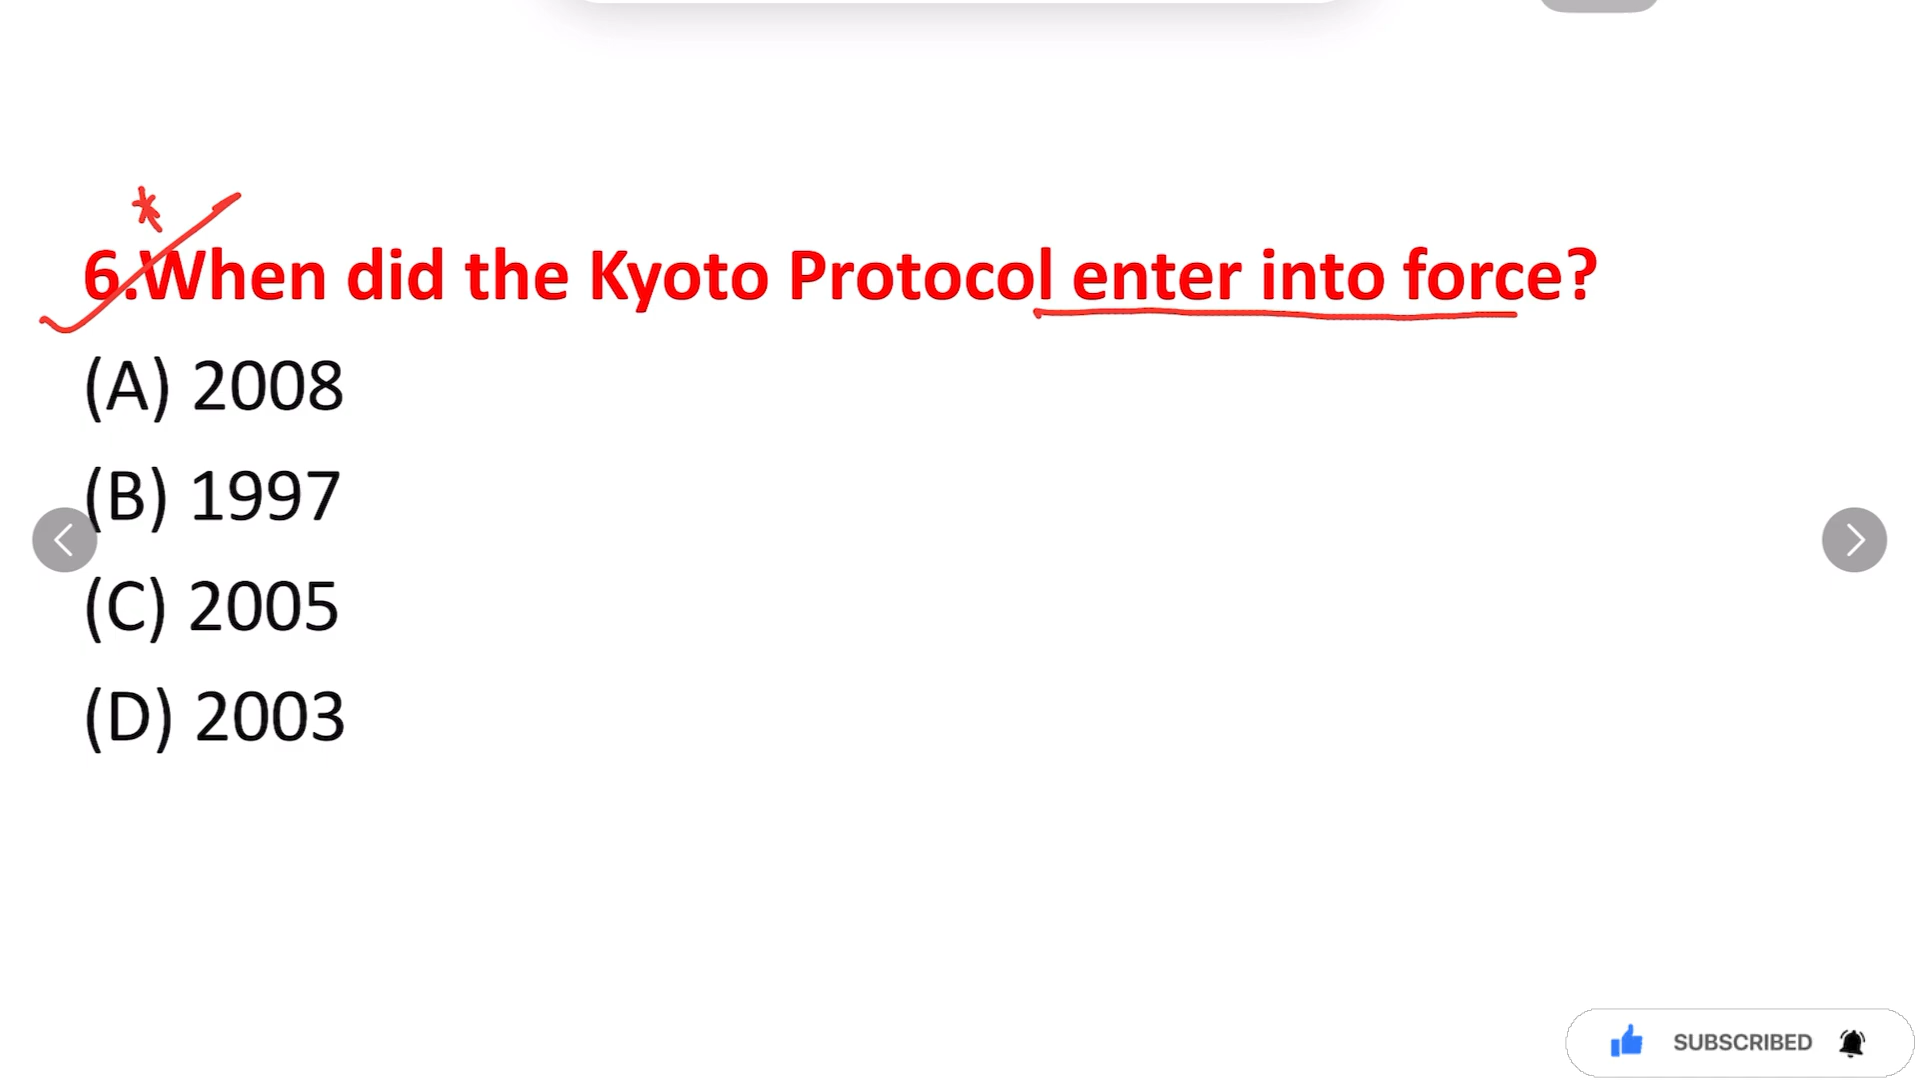 6.When did the Kyoto Protocol enter into force?
(A) 2008
(B) 1997
(C) 2005
(D) 2003
SUBSCRIBED